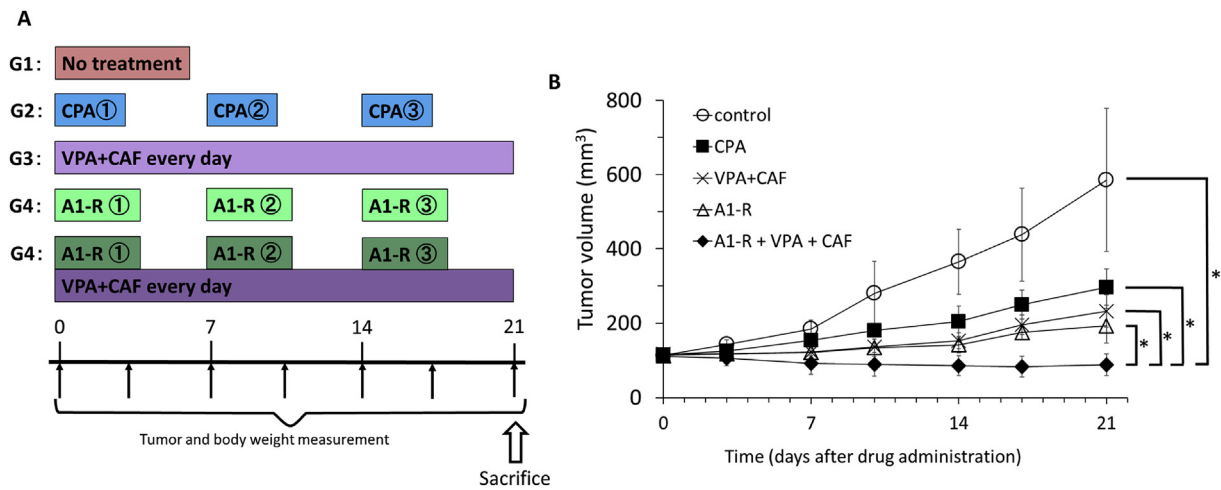 A
G1: No treatment
G2: CPA① CPA② CPA③
G3: VPA+CAF every day
G4: A1-R ① A1-R ② A1-R ③
G4: A1-R ① A1-R ② A1-R ③
VPA+CAF every day
0 7 14 21
Tumor and body weight measurement
Sacrifice
B
800
600
400
200
0
Tumor volume (mm³)
control
CPA
VPA+CAF
A1-R
A1-R + VPA + CAF
* * * *
0 7 14 21
Time (days after drug administration)